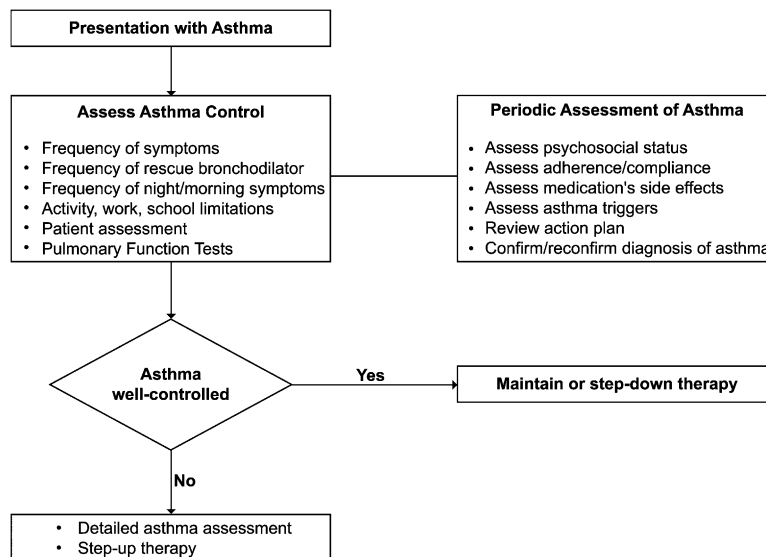 Presentation with Asthma
Assess Asthma Control
• Frequency of symptoms
• Frequency of rescue bronchodilator
• Frequency of night/morning symptoms
• Activity, work, school limitations
• Patient assessment
• Pulmonary Function Tests
Periodic Assessment of Asthma
• Assess psychosocial status
• Assess adherence/compliance
• Assess medication's side effects
• Assess asthma triggers
• Review action plan
• Confirm/reconfirm diagnosis of asthma
Asthma
well-controlled
Yes
Maintain or step-down therapy
No
• Detailed asthma assessment
• Step-up therapy